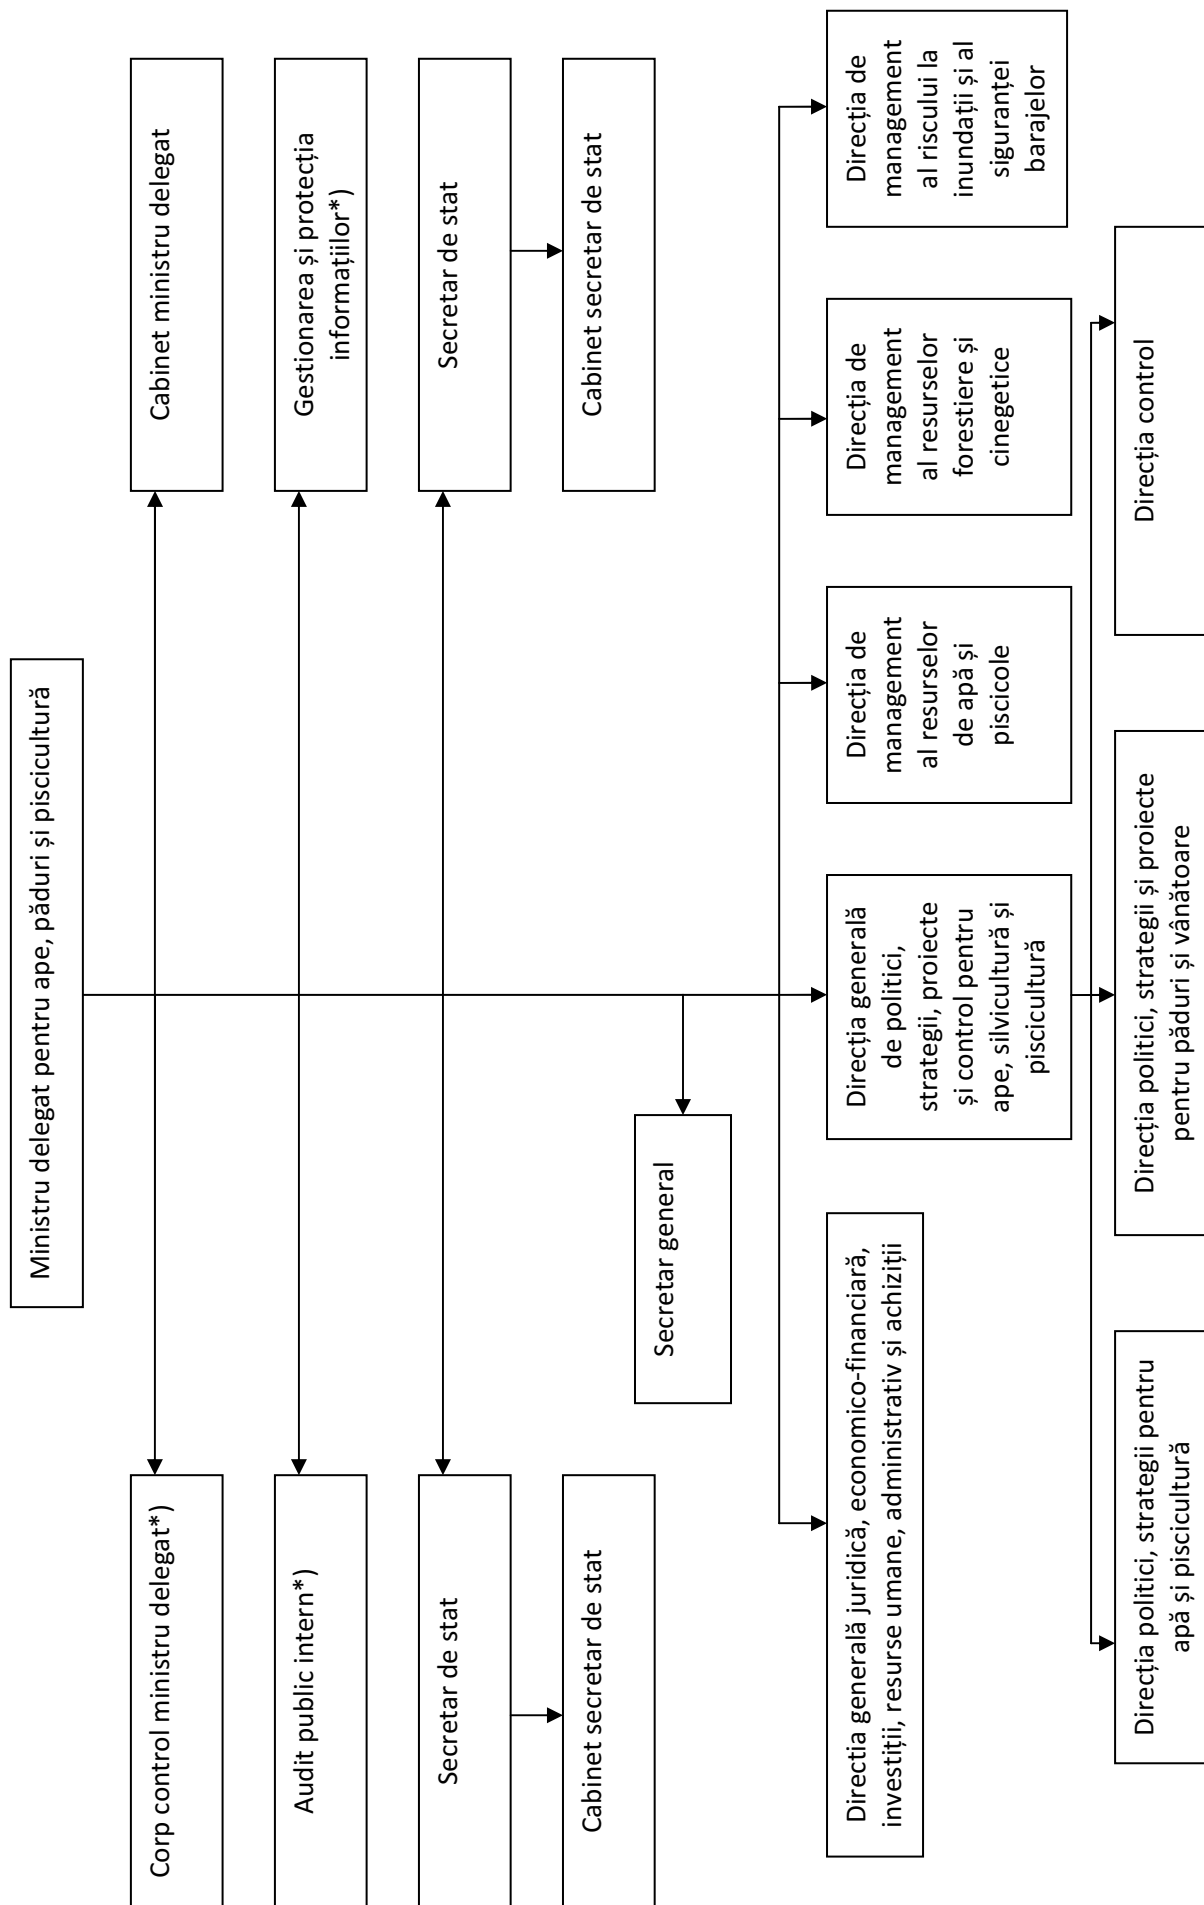 Ministru delegat pentru ape, păduri și piscicultură
Corp control ministru delegat*)
Cabinet ministru delegat
Audit public intern*)
Gestionarea și protecția
informațiilor*)
Secretar de stat
Secretar de stat
Cabinet secretar de stat
Cabinet secretar de stat
Secretar general
Directia generală juridică, economico-financiară,
investiții, resurse umane, administrativ și achiziții
Direcția generală
de politici,
strategii, proiecte
și control pentru
ape, silvicultură și
piscicultură
Direcția de
management
al resurselor
de apă și
piscicole
Direcția de
management
al resurselor
forestiere și
cinegetice
Direcția de
management
al riscului la
inundații și al
siguranței
barajelor
Direcția politici, strategii pentru
apă și piscicultură
Direcția politici, strategii și proiecte
pentru păduri și vânătoare
Direcția control